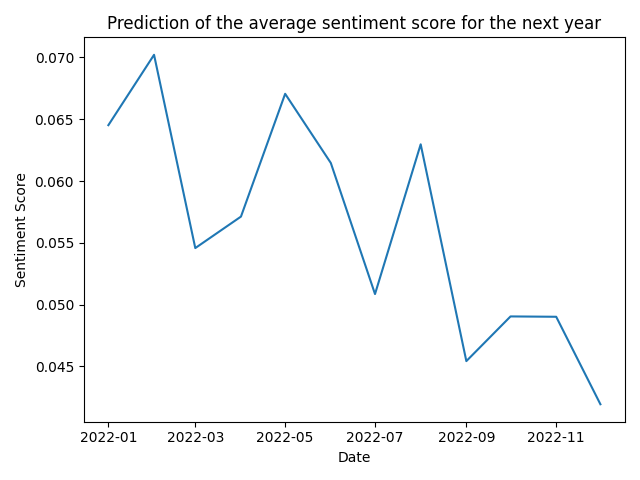 Prediction of the average sentiment score for the next year
0.070
0.065
0.060
0.055
0.050
0.045
Sentiment Score
2022-01 2022-03 2022-05 2022-07 2022-09 2022-11
Date